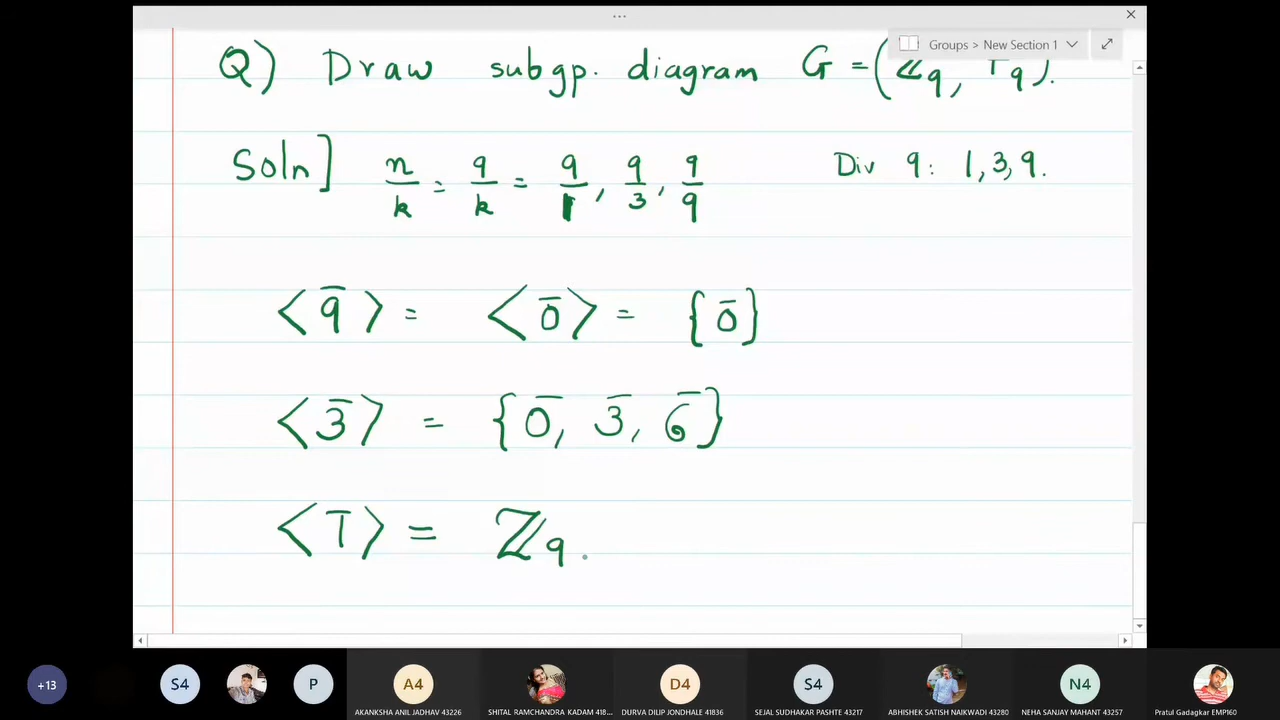 ...
Groups > New Section 1
Q) Draw subgp. diagram G = (ℤ₉, +₉).
Soln] n/k = 9/k = 9/1, 9/3, 9/9 Div 9: 1, 3, 9.
<9̄> = <0̄> = {0̄}
<3̄> = {0̄, 3̄, 6̄}
<1̄> = ℤ₉.
+13 S4 P A4 D4 S4 N4
AKANKSHA ANIL JADHAV 43226 SHITAL RAMCHANDRA KADAM 418... DURVA DILIP JONDHALE 41836 SEJAL SUDHAKAR PASHTE 43217 ABHISHEK SATISH NAIKWADI 43280 NEHA SANJAY MAHANT 43257 Pratul Gadagkar EMP160